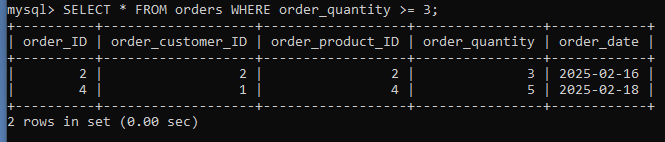 mysql> SELECT * FROM orders WHERE order_quantity >= 3;
+----------+-------------------+------------------+----------------+------------+
| order_ID | order_customer_ID | order_product_ID | order_quantity | order_date |
+----------+-------------------+------------------+----------------+------------+
|        2 |                 2 |                2 |              3 | 2025-02-16 |
|        4 |                 1 |                4 |              5 | 2025-02-18 |
+----------+-------------------+------------------+----------------+------------+
2 rows in set (0.00 sec)